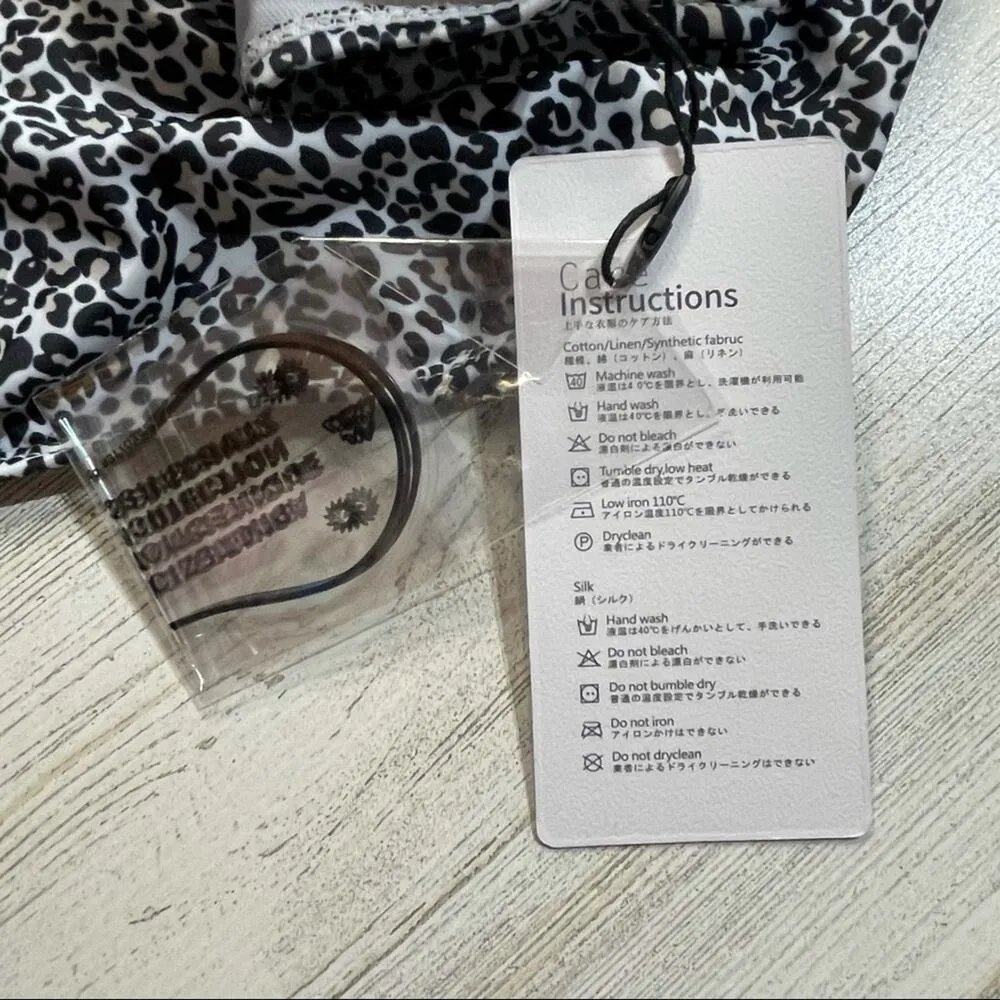 Care
Instructions
上手な衣類のケア方法
Cotton/Linen/Synthetic fabruc
綿（コットン）、麻（リネン）
40
Machine wash
液温は40℃を限界とし、洗濯機が利用可能
Hand wash
液温は40℃を限界とし、手洗いできる
Do not bleach
漂白剤による漂白ができない
Tumble dry,low heat
普通の温度設定でタンブル乾燥ができる
Low iron 110℃
アイロン温度110℃を限界としてかけられる
P
Dryclean
業者によるドライクリーニングができる
Silk
絹（シルク）
Hand wash
液温は40℃をげんかいとして、手洗いできる
Do not bleach
漂白剤による漂白ができない
Do not bumble dry
普通の温度設定でタンブル乾燥ができる
Do not iron
アイロンかけはできない
Do not dryclean
業者によるドライクリーニングはできない